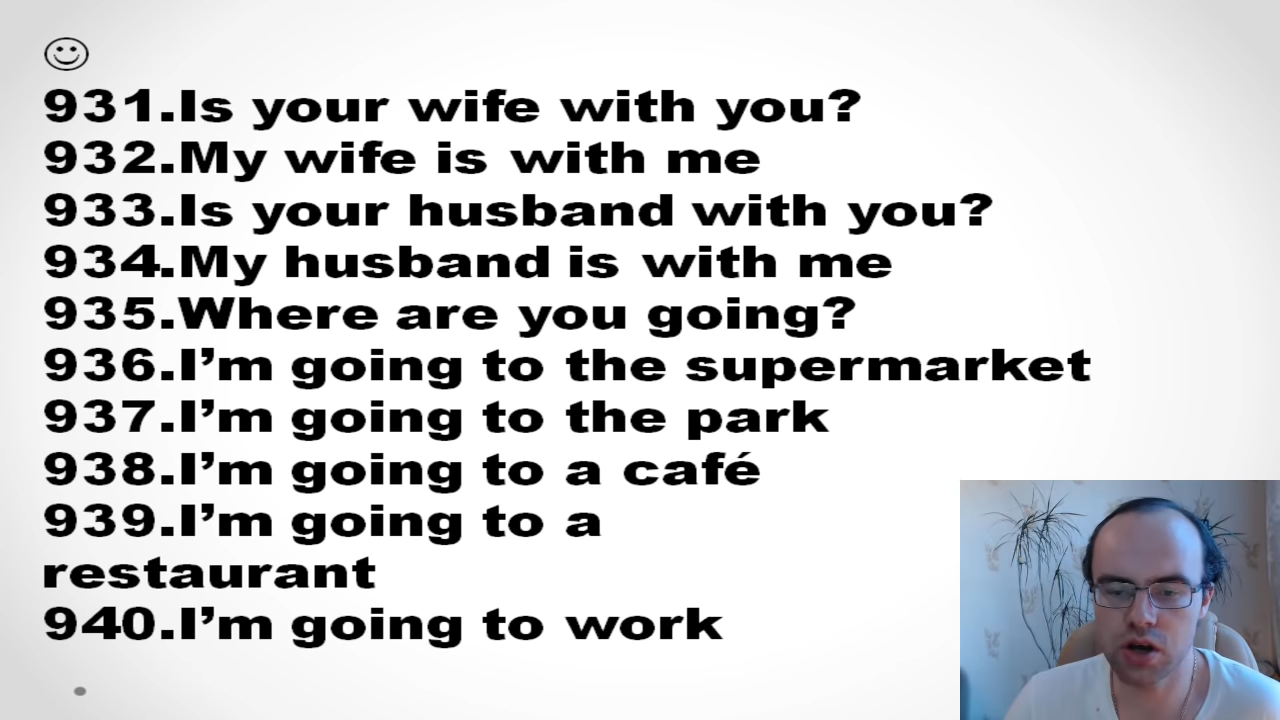 931.Is your wife with you?
932.My wife is with me
933.Is your husband with you?
934.My husband is with me
935.Where are you going?
936.I’m going to the supermarket
937.I’m going to the park
938.I’m going to a café
939.I’m going to a
restaurant
940.I’m going to work